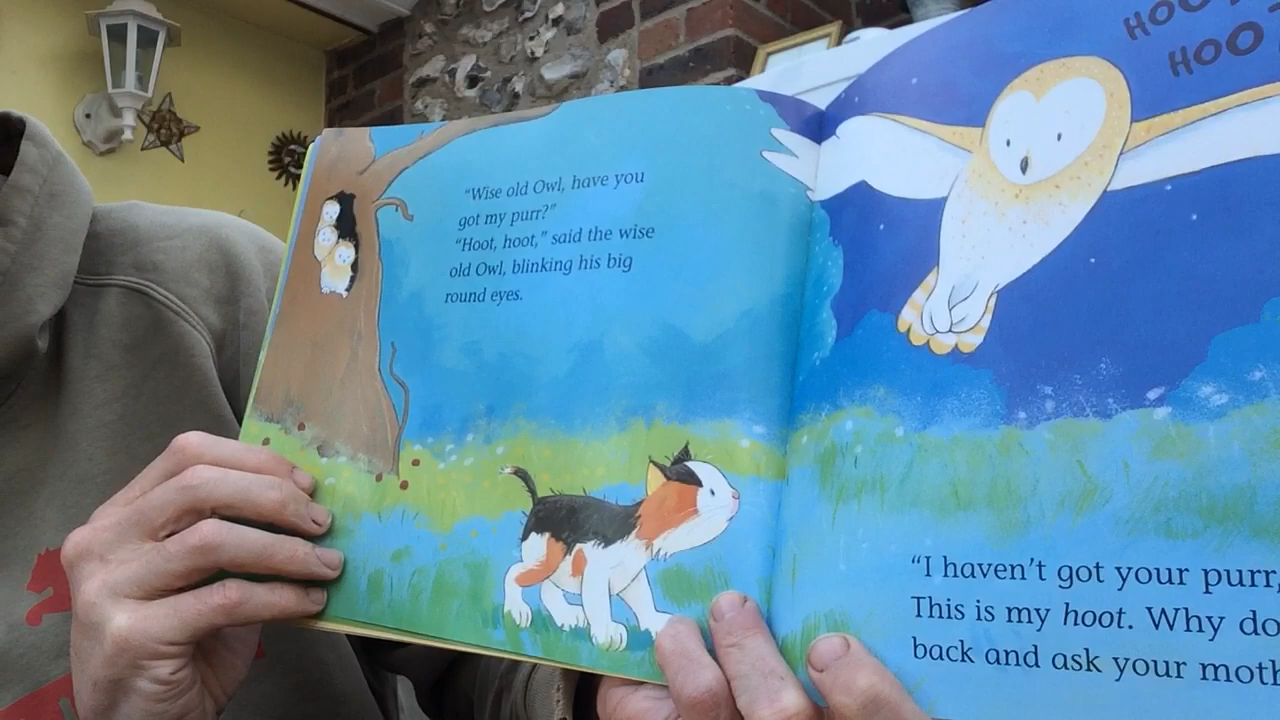 "Wise old Owl, have you
got my purr?"
"Hoot, hoot," said the wise
old Owl, blinking his big
round eyes.
HOO
HOO-
"I haven't got your purr,
This is my hoot. Why do
back and ask your moth